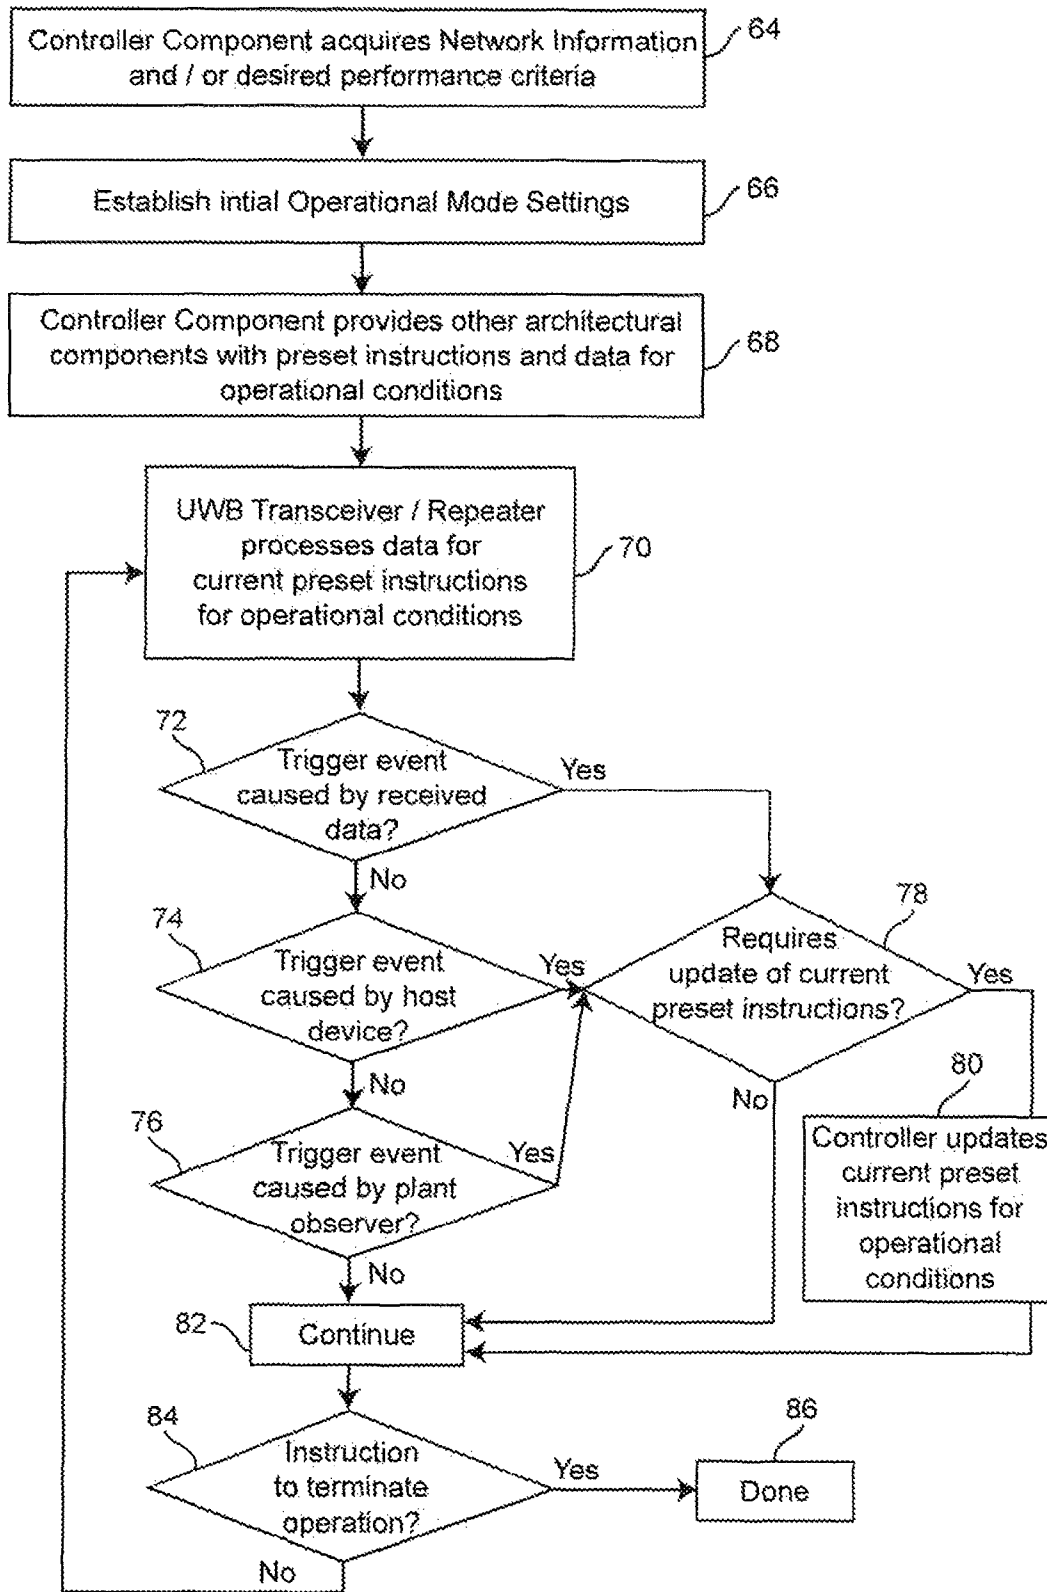 Controller Component acquires Network Information
and / or desired performance criteria
64
Establish intial Operational Mode Settings
66
Controller Component provides other architectural
components with preset instructions and data for
operational conditions
68
UWB Transceiver / Repeater
processes data for
current preset instructions
for operational conditions
70
72
Trigger event
caused by received
data?
Yes
No
74
Trigger event
caused by host
device?
Yes
No
78
Requires
update of current
preset instructions?
Yes
No
76
Trigger event
caused by plant
observer?
Yes
No
80
Controller updates
current preset
instructions for
operational
conditions
82
Continue
84
Instruction
to terminate
operation?
Yes
No
86
Done